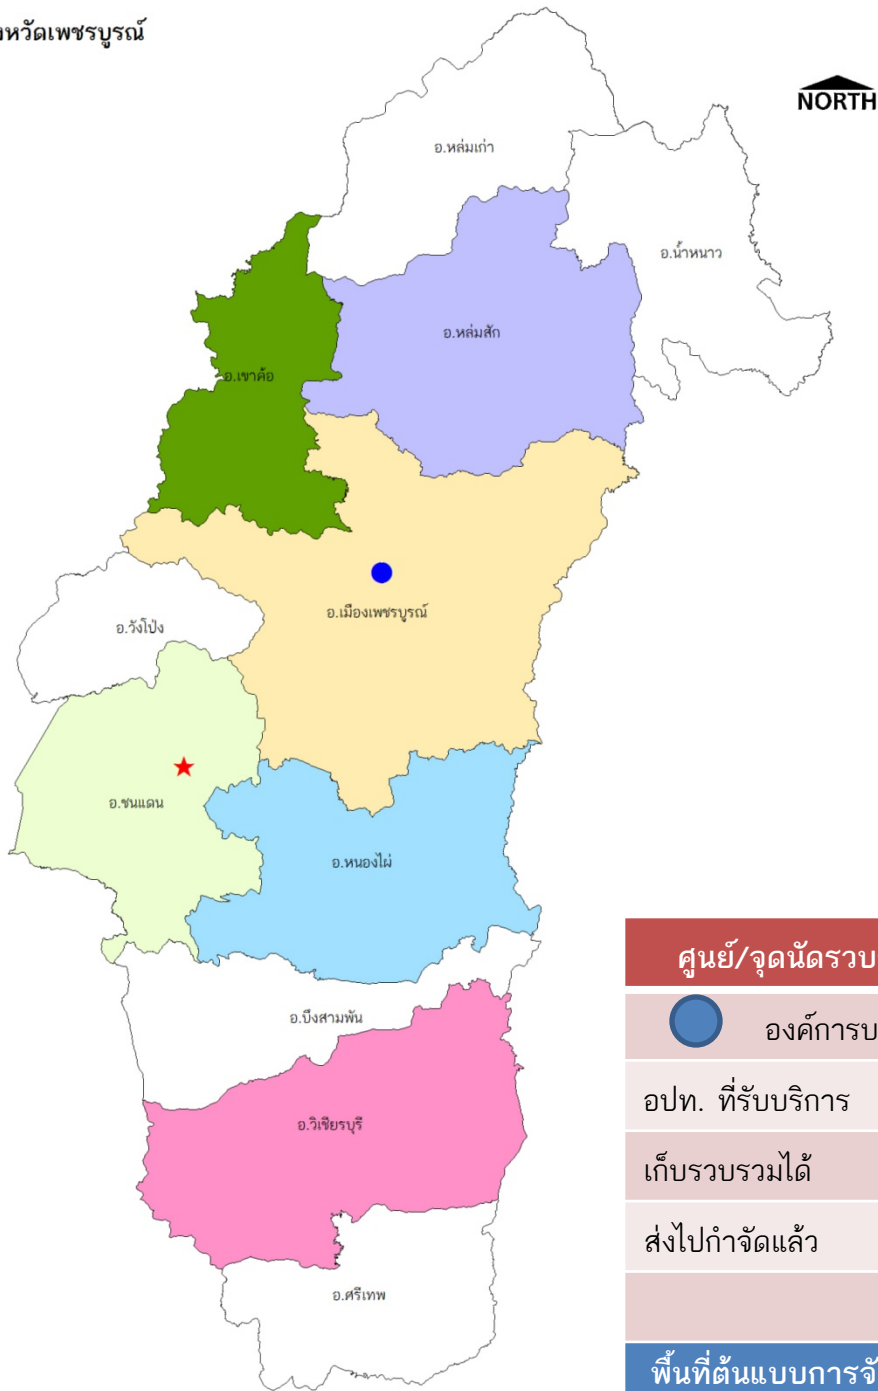 งหวัดเพชรบูรณ์
NORTH
อ.หล่มเก่า
อ.น้ำหนาว
อ.หล่มสัก
อ.เขาค้อ
อ.เมืองเพชรบูรณ์
อ.วังโป่ง
อ.ชนแดน
อ.หนองไผ่
อ.บึงสามพัน
อ.วิเชียรบุรี
อ.ศรีเทพ
ศูนย์/จุดนัดรวบ
องค์การบ
อปท. ที่รับบริการ
เก็บรวบรวมได้
ส่งไปกำจัดแล้ว
พื้นที่ต้นแบบการจั